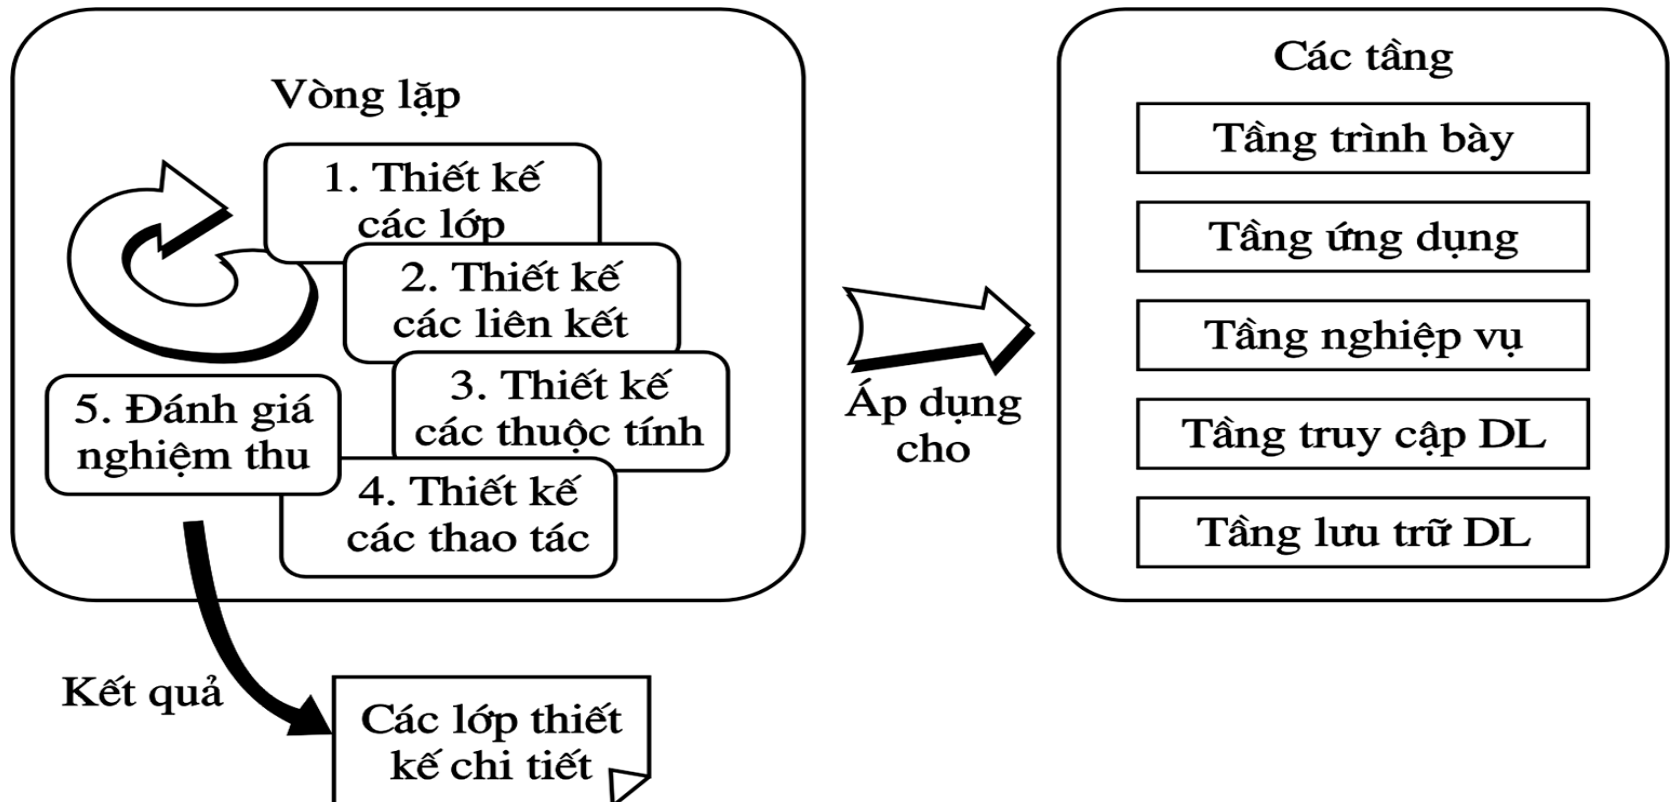 Vòng lặp
1. Thiết kế
các lớp
2. Thiết kế
các liên kết
3. Thiết kế
các thuộc tính
4. Thiết kế
các thao tác
5. Đánh giá
nghiệm thu
Kết quả
Các lớp thiết
kế chi tiết
Áp dụng
cho
Các tầng
Tầng trình bày
Tầng ứng dụng
Tầng nghiệp vụ
Tầng truy cập DL
Tầng lưu trữ DL